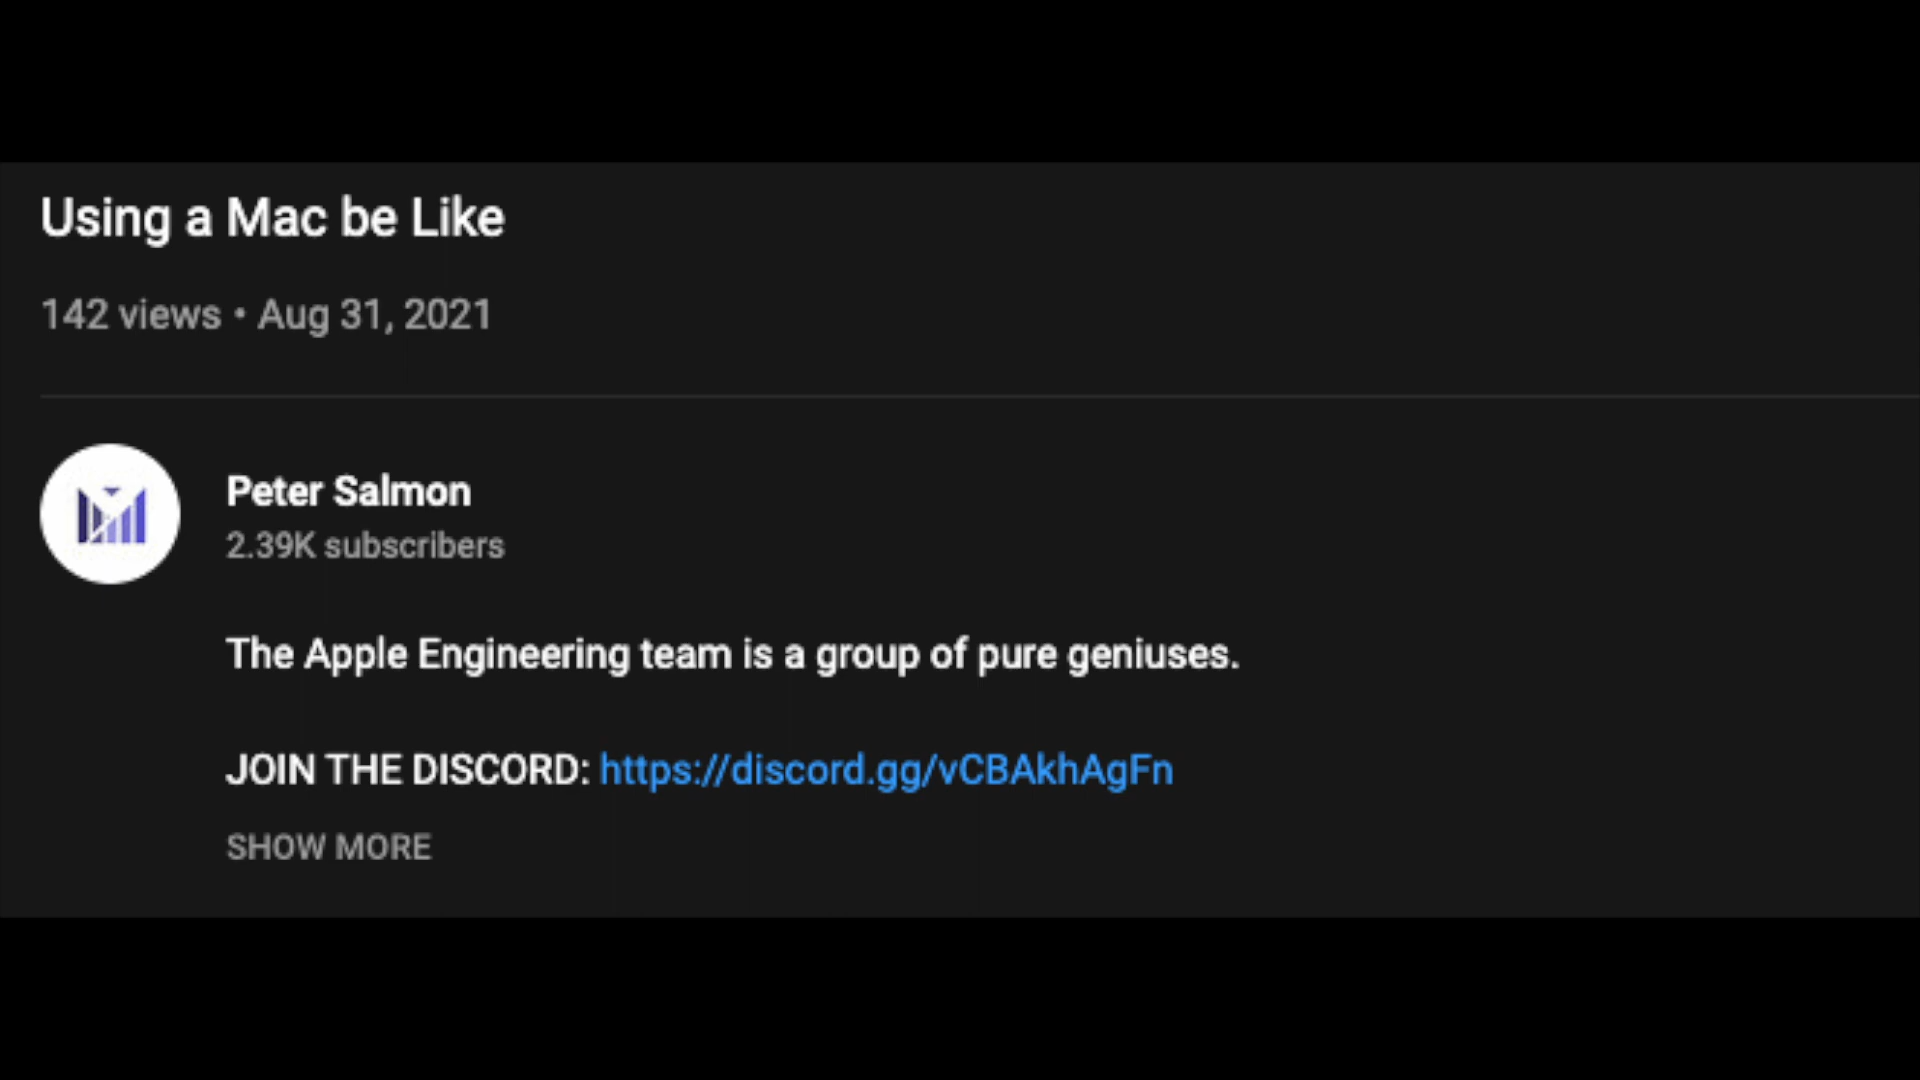 Using a Mac be Like
142 views • Aug 31, 2021
Peter Salmon
2.39K subscribers
The Apple Engineering team is a group of pure geniuses.
JOIN THE DISCORD: https://discord.gg/vCBAkhAgFn
SHOW MORE